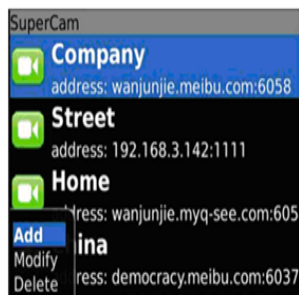 SuperCam
Company
address: wanjunjie.meibu.com:6058
Street
address: 192.168.3.142:1111
Home
ress: wanjunjie.myq-see.com:605
Add
ina
Modify
ress: democracy.meibu.com:6037
Delete